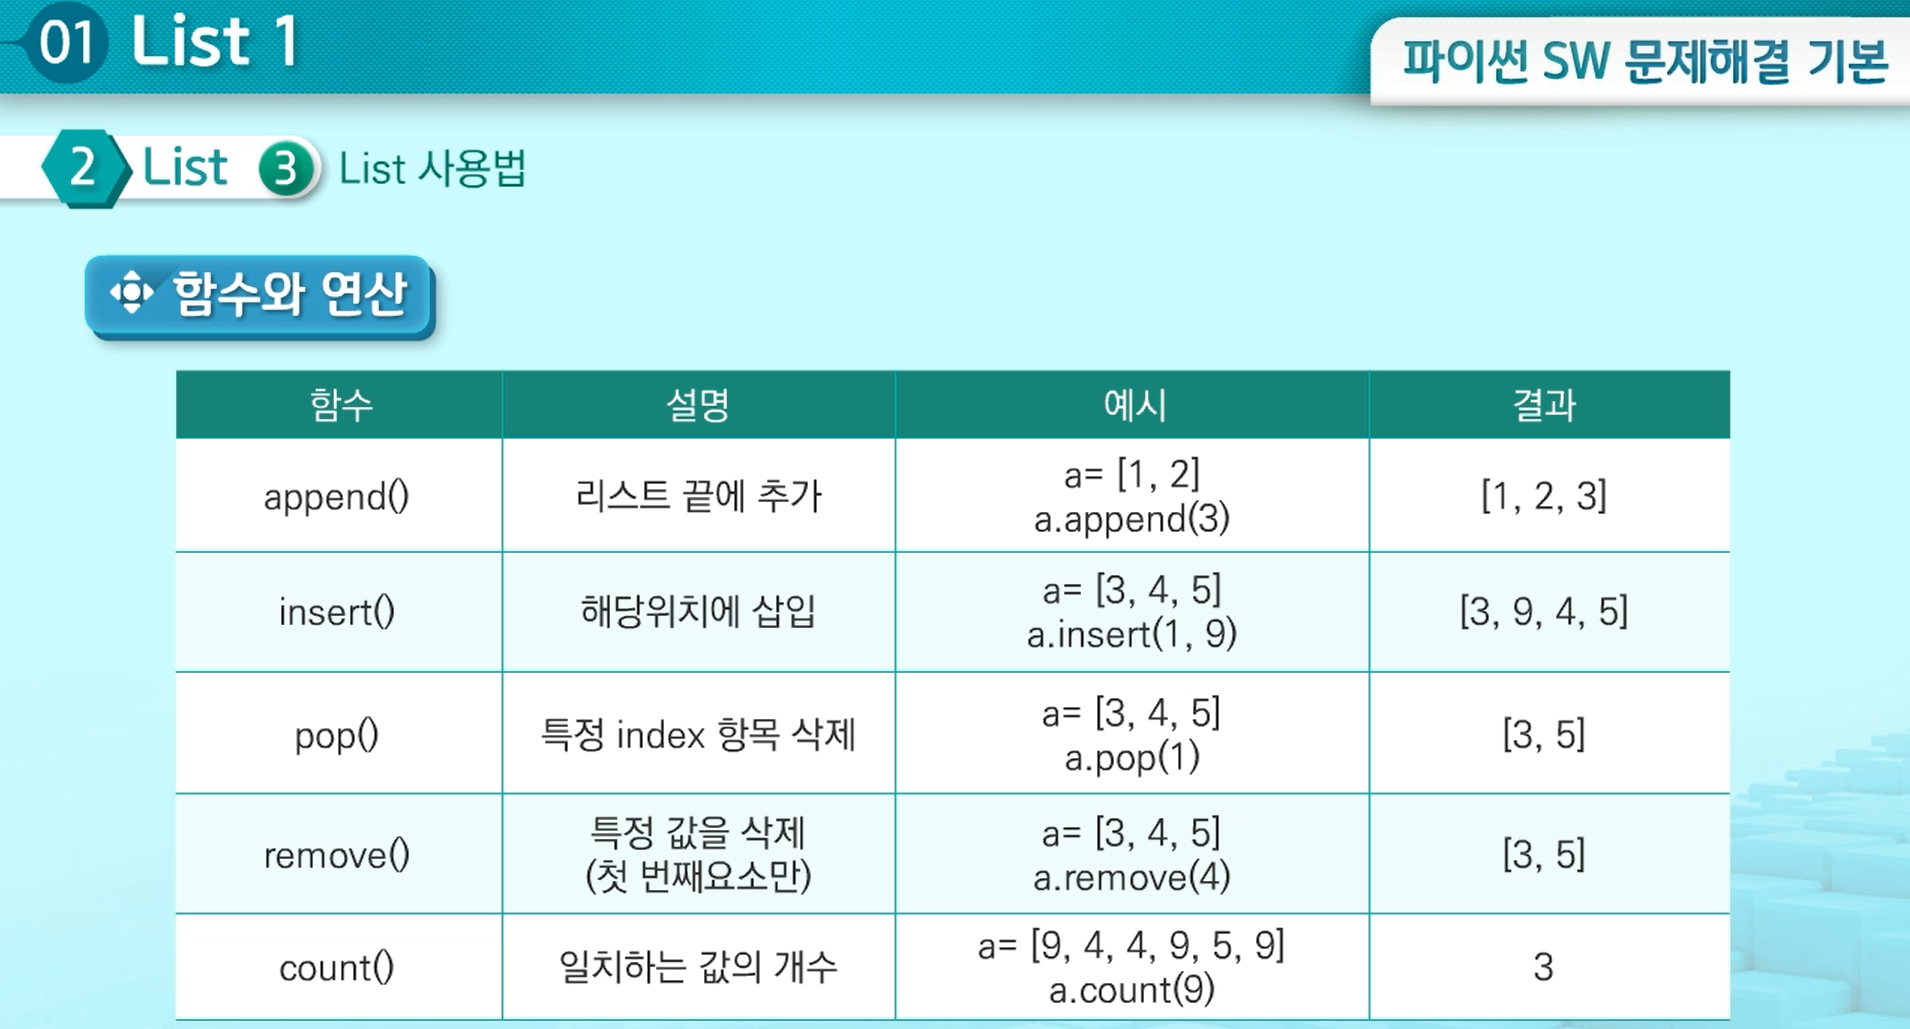 01 List 1
파이썬 SW 문제해결 기본
2 List 3 List 사용법
함수와 연산
함수 설명 예시 결과
append() 리스트 끝에 추가 a= [1, 2]
a.append(3) [1, 2, 3]
insert() 해당위치에 삽입 a= [3, 4, 5]
a.insert(1, 9) [3, 9, 4, 5]
pop() 특정 index 항목 삭제 a= [3, 4, 5]
a.pop(1) [3, 5]
remove() 특정 값을 삭제
(첫 번째요소만) a= [3, 4, 5]
a.remove(4) [3, 5]
count() 일치하는 값의 개수 a= [9, 4, 4, 9, 5, 9]
a.count(9) 3